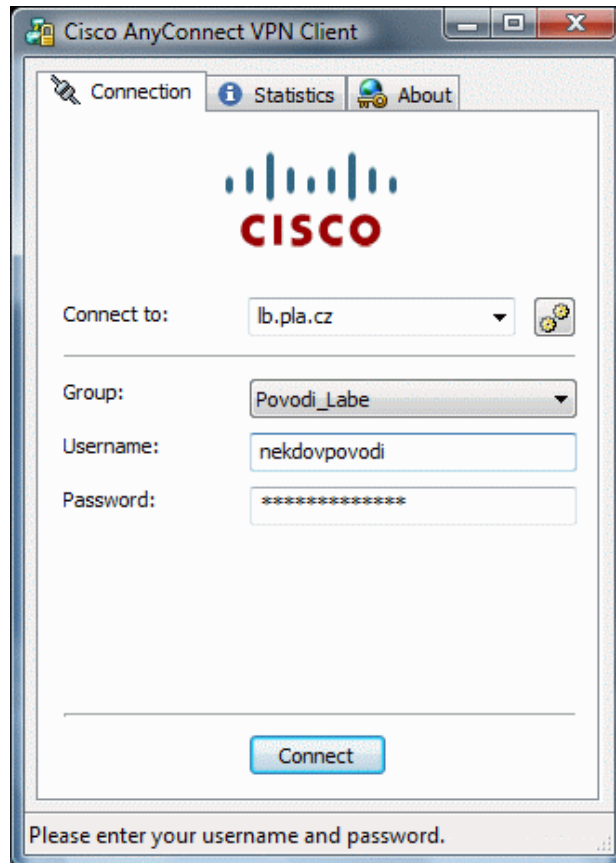 Cisco AnyConnect VPN Client
Connection Statistics About
CISCO
Connect to: lb.pla.cz
Group: Povodi_Labe
Username: nekdovpovodi
Password: *************
Connect
Please enter your username and password.